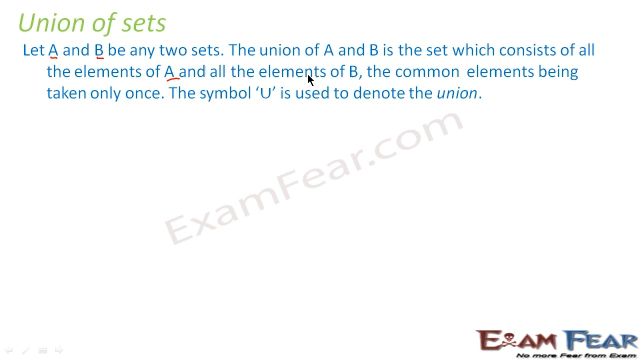 Union of sets
Let A and B be any two sets. The union of A and B is the set which consists of all
the elements of A and all the elements of B, the common elements being
taken only once. The symbol ‘∪’ is used to denote the union.
ExamFear.com
EXAM FEAR
No more Fear from Exam